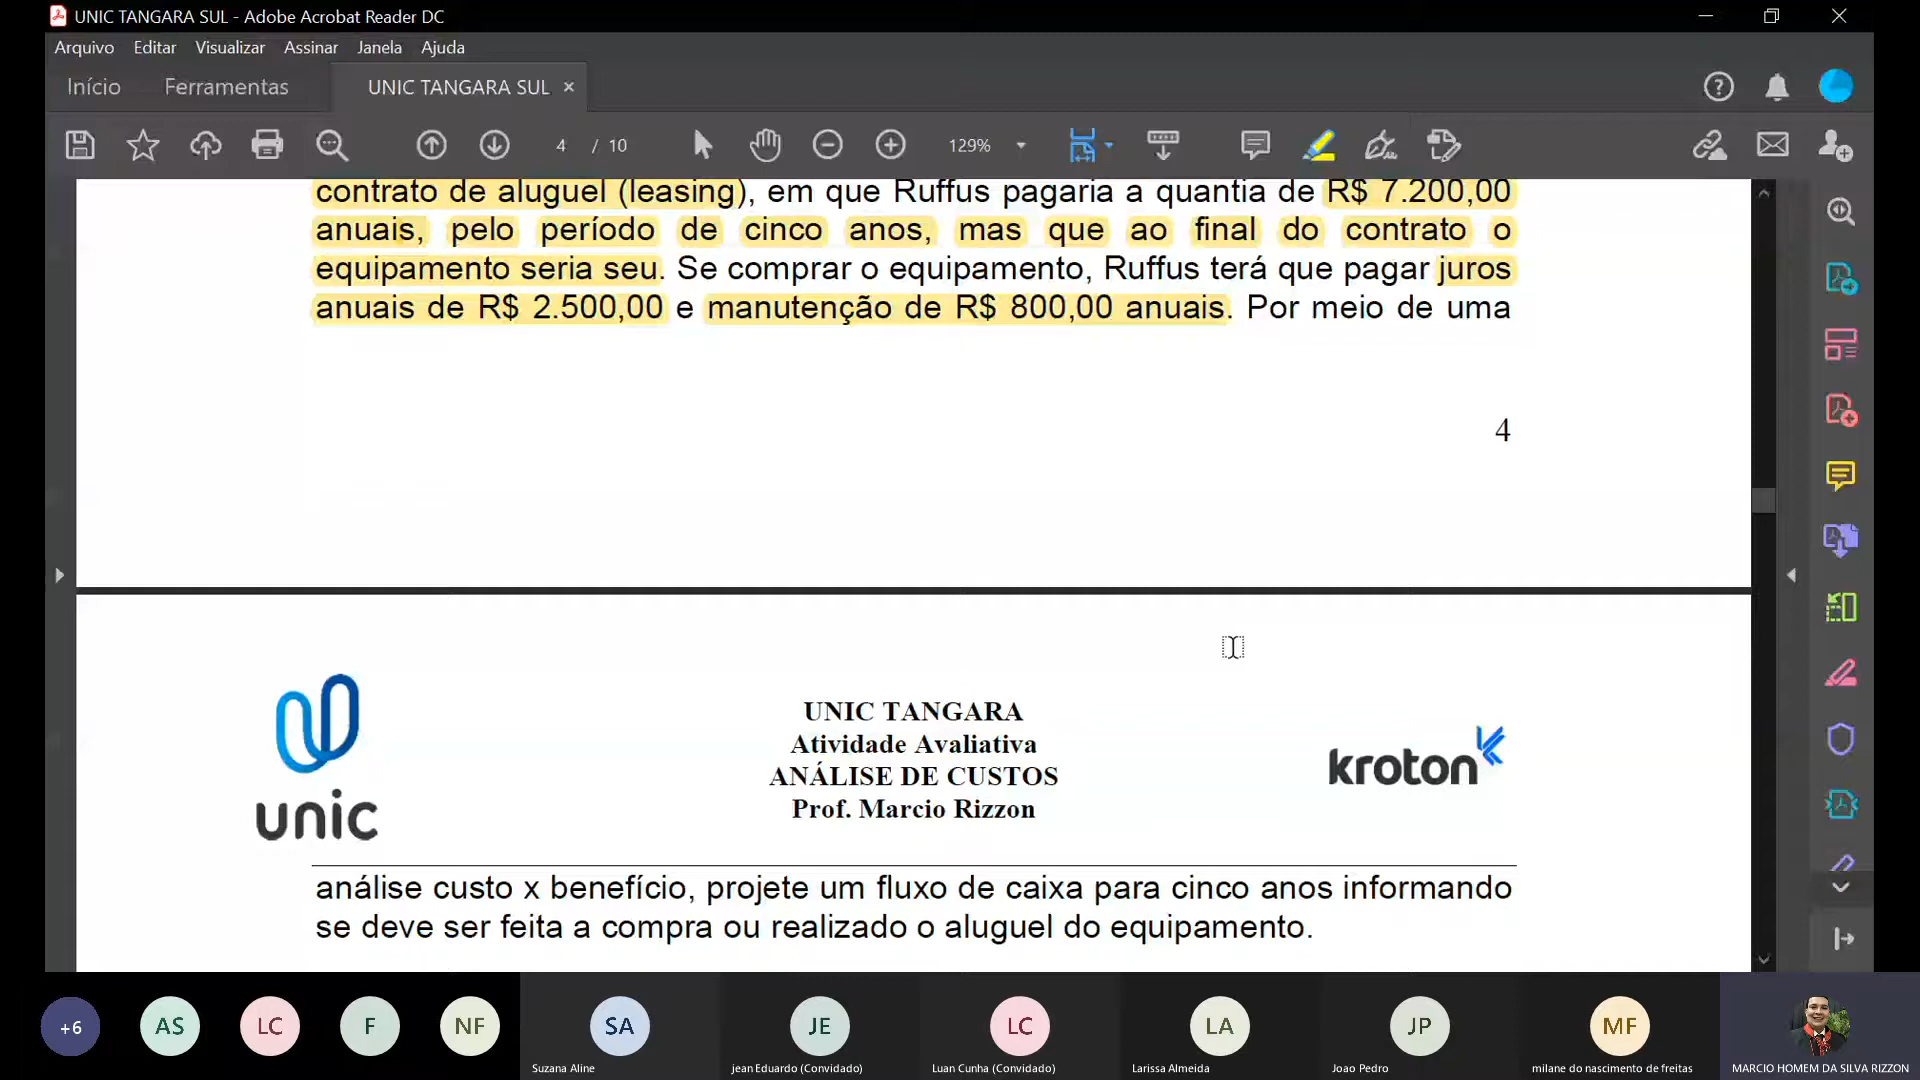 UNIC TANGARA SUL - Adobe Acrobat Reader DC
Arquivo Editar Visualizar Assinar Janela Ajuda
Início Ferramentas UNIC TANGARA SUL ×
4 / 10 129%
contrato de aluguel (leasing), em que Ruffus pagaria a quantia de R$ 7.200,00
anuais, pelo período de cinco anos, mas que ao final do contrato o
equipamento seria seu. Se comprar o equipamento, Ruffus terá que pagar juros
anuais de R$ 2.500,00 e manutenção de R$ 800,00 anuais. Por meio de uma
4
UNIC TANGARA
Atividade Avaliativa
ANÁLISE DE CUSTOS
Prof. Marcio Rizzon
unic
kroton
análise custo x benefício, projete um fluxo de caixa para cinco anos informando
se deve ser feita a compra ou realizado o aluguel do equipamento.
+6 AS LC F NF SA JE LC LA JP MF
Suzana Aline jean Eduardo (Convidado) Luan Cunha (Convidado) Larissa Almeida Joao Pedro milane do nascimento de freitas MARCIO HOMEM DA SILVA RIZZON